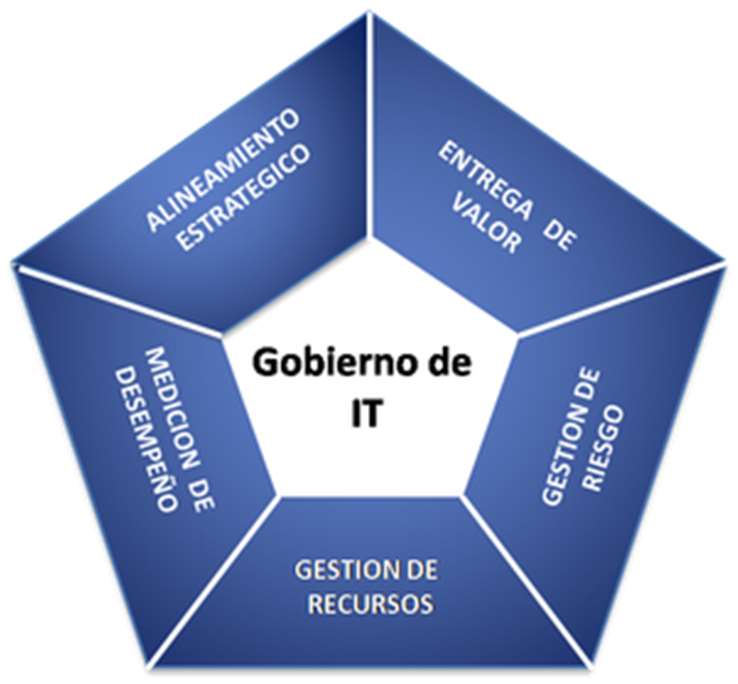 ALINEAMIENTO
ESTRATEGICO
ENTREGA DE
VALOR
Gobierno de
IT
MEDICION DE
DESEMPEÑO
GESTION DE
RIESGO
GESTION DE
RECURSOS